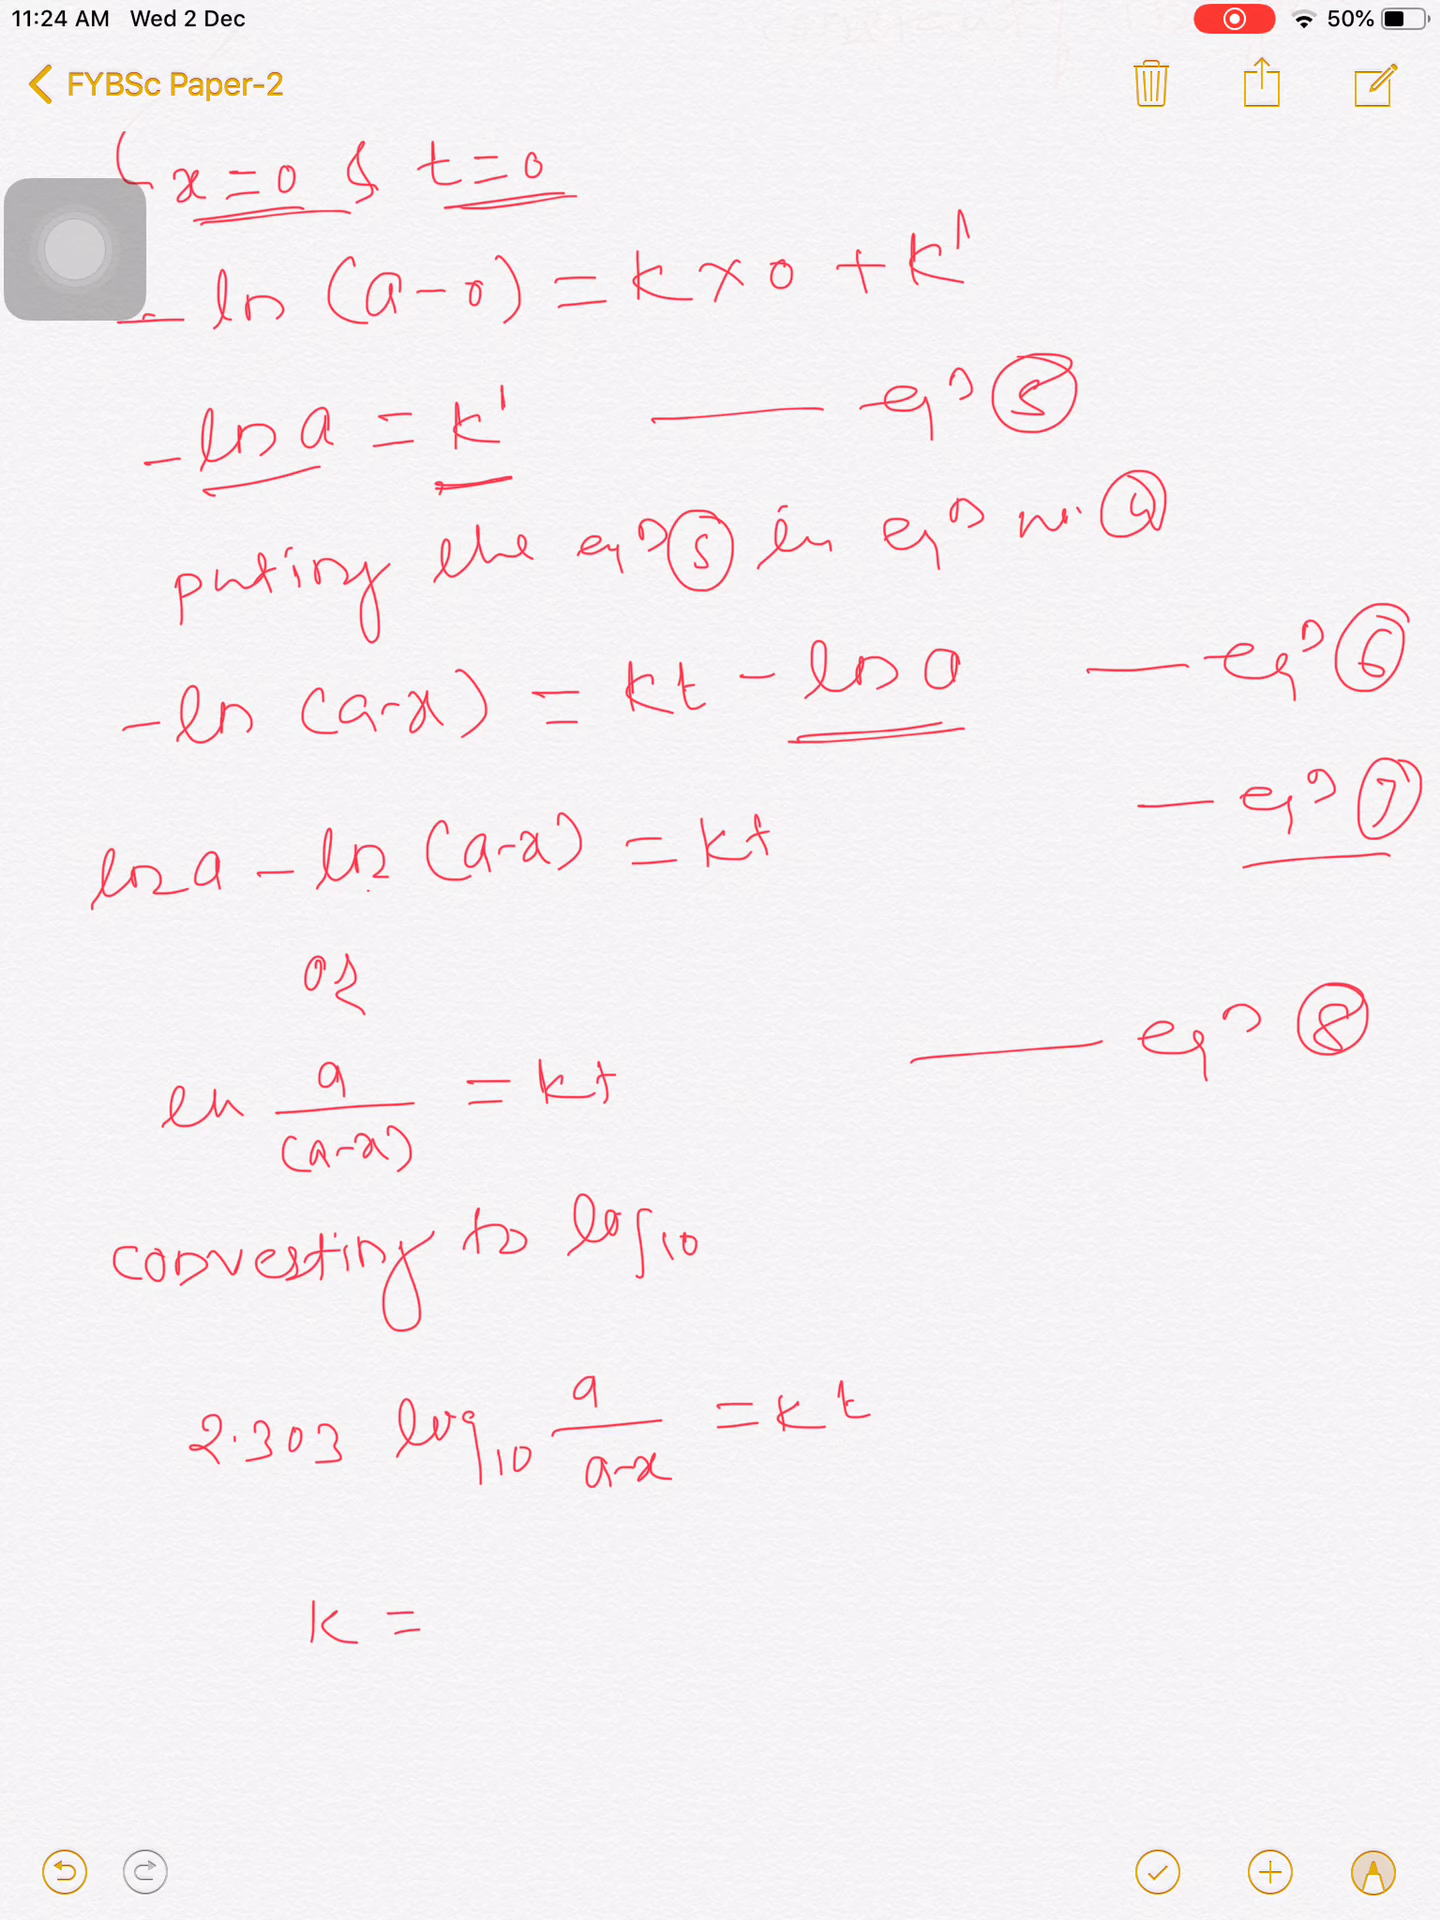 11:24 AM Wed 2 Dec 50%
FYBSc Paper-2
x=0 & t=0
- ln (a-0) = k × 0 + k'
-ln a = k' —— eqn 5
puting the eqn 5 in eqn no. 4
-ln (a-x) = kt - ln a — eqn 6
— eqn 7
ln a - ln (a-x) = kt
or
—— eqn 8
ln a/(a-x) = kt
converting to log10
2.303 log10 a/a-x = kt
k =